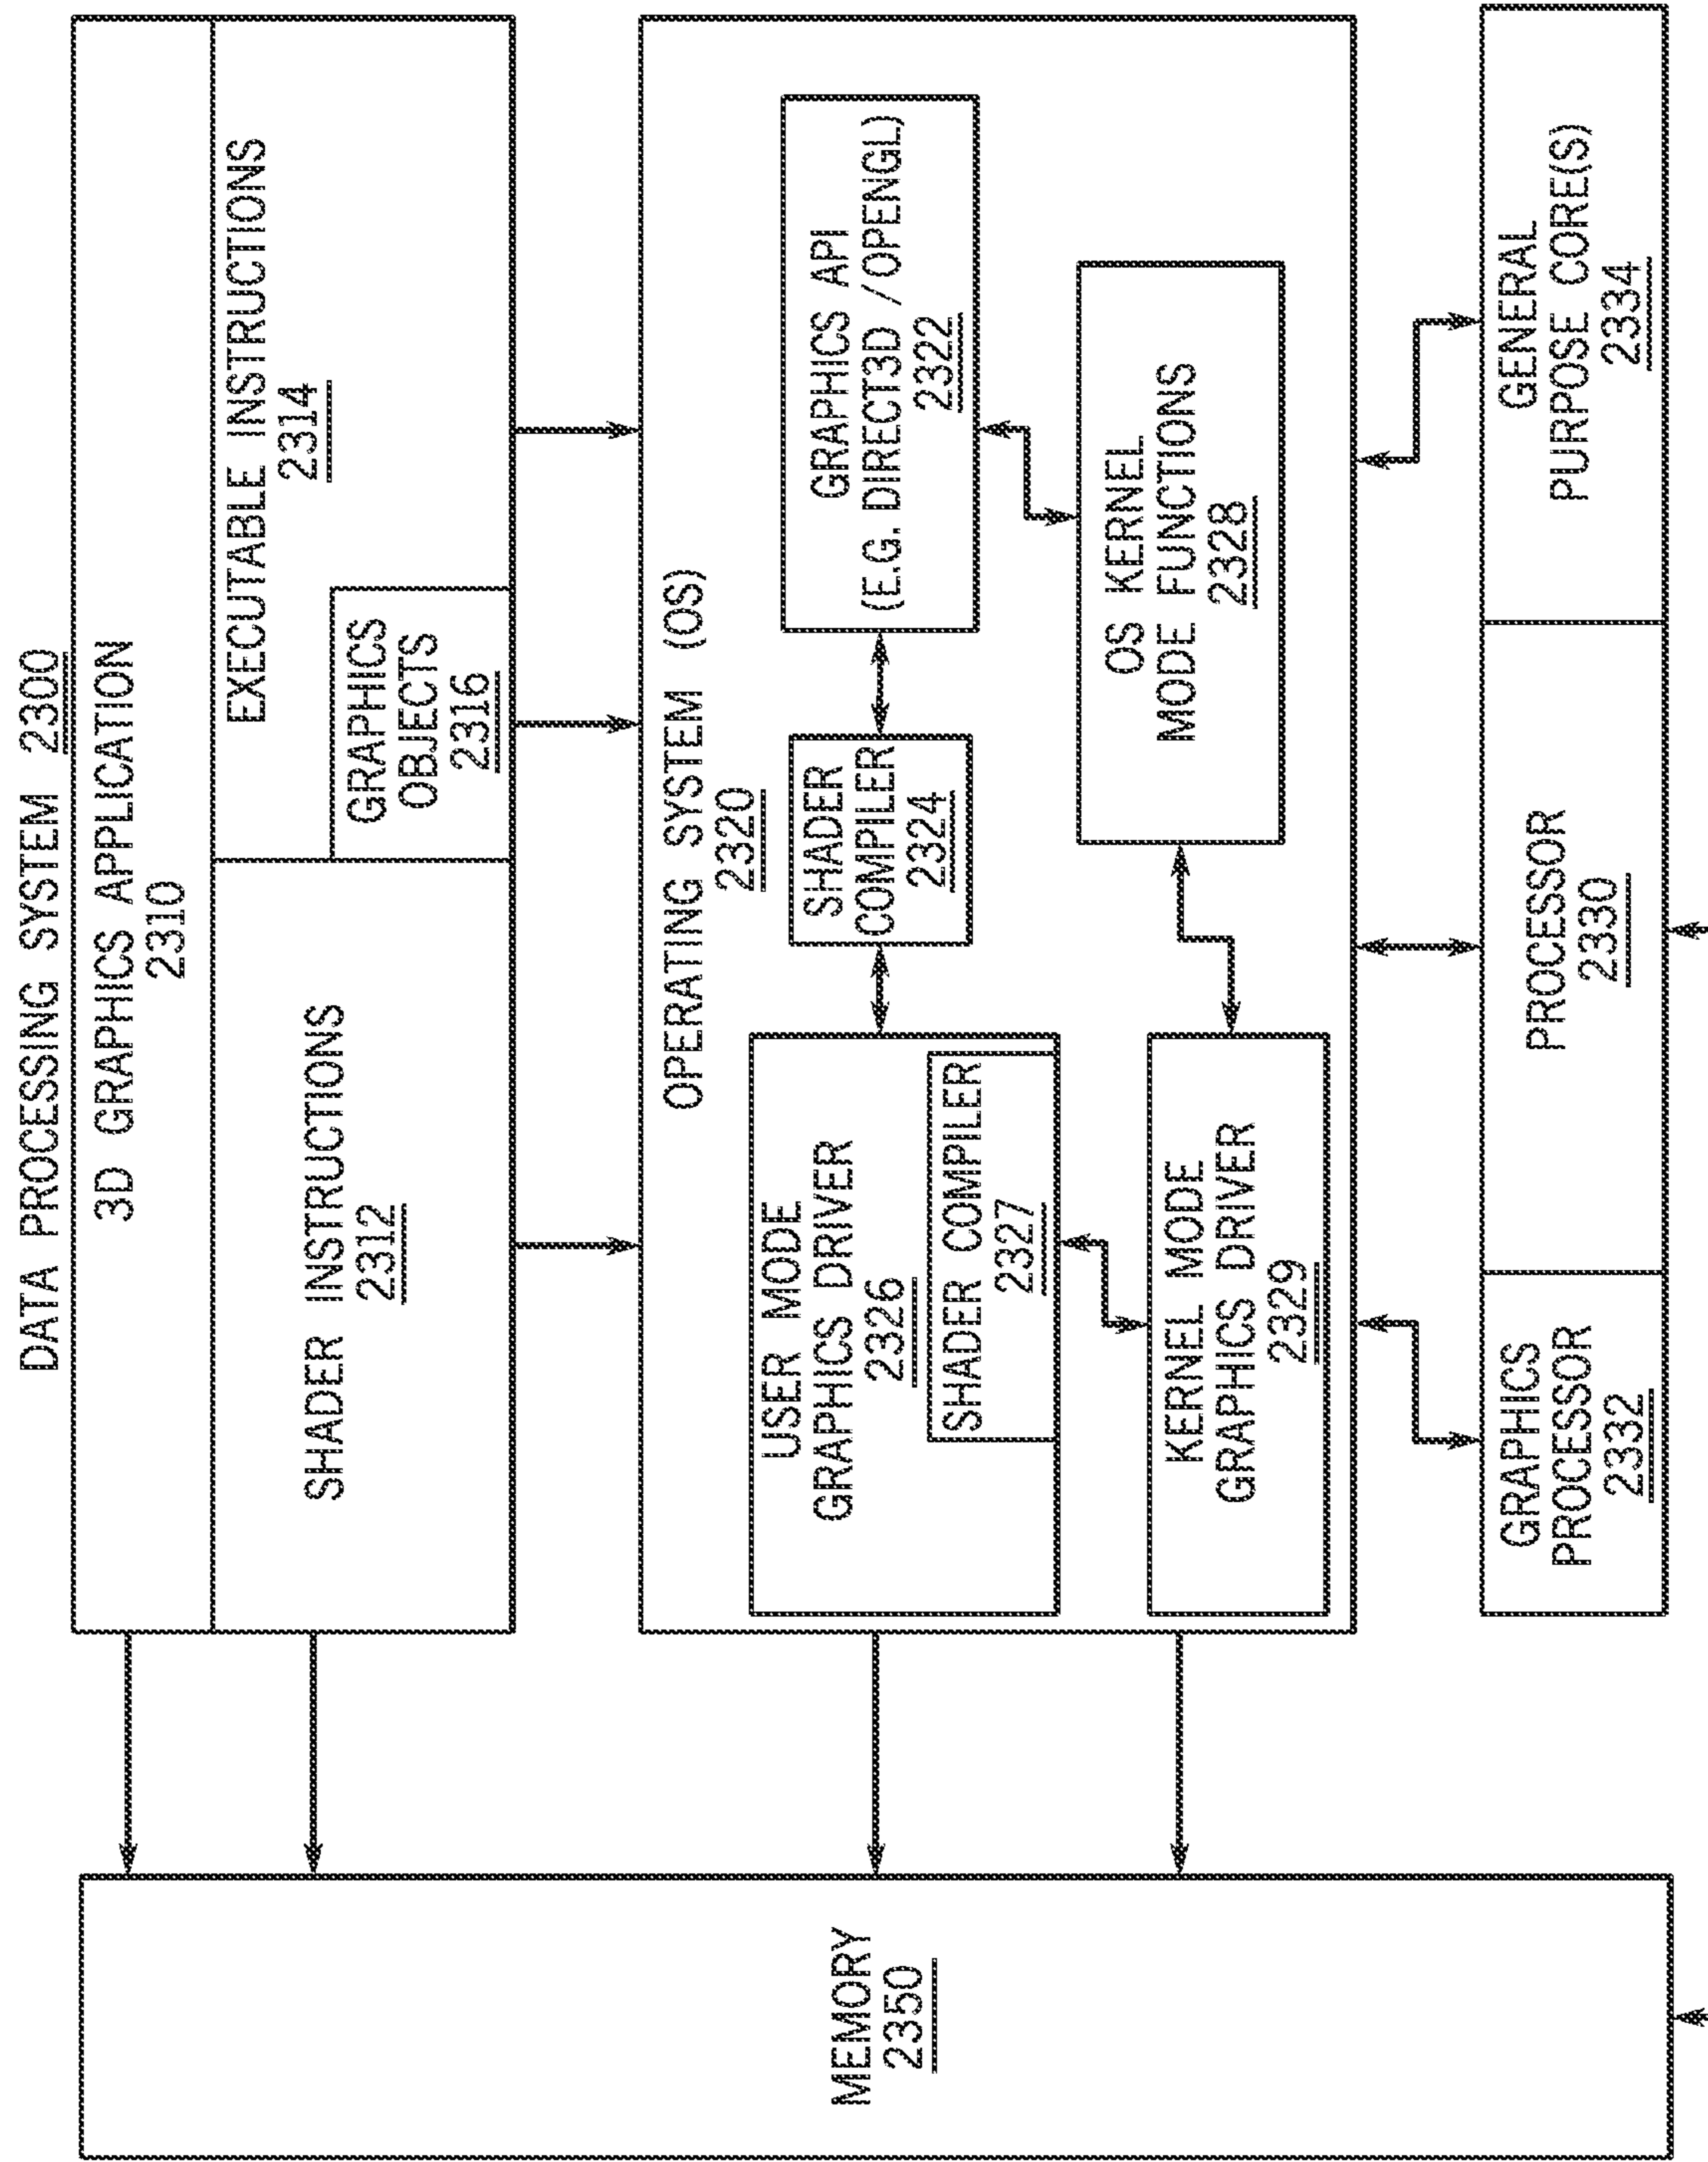 DATA PROCESSING SYSTEM 2300
3D GRAPHICS APPLICATION
2310
SHADER INSTRUCTIONS
2312
EXECUTABLE INSTRUCTIONS
2314
GRAPHICS
OBJECTS
2316
OPERATING SYSTEM (OS)
2320
USER MODE
GRAPHICS DRIVER
2326
SHADER COMPILER
2327
SHADER
COMPILER
2324
GRAPHICS API
(E.G. DIRECT3D /OPENGL)
2322
KERNEL MODE
GRAPHICS DRIVER
2329
OS KERNEL
MODE FUNCTIONS
2328
GRAPHICS
PROCESSOR
2332
PROCESSOR
2330
GENERAL
PURPOSE CORE(S)
2334
MEMORY
2350